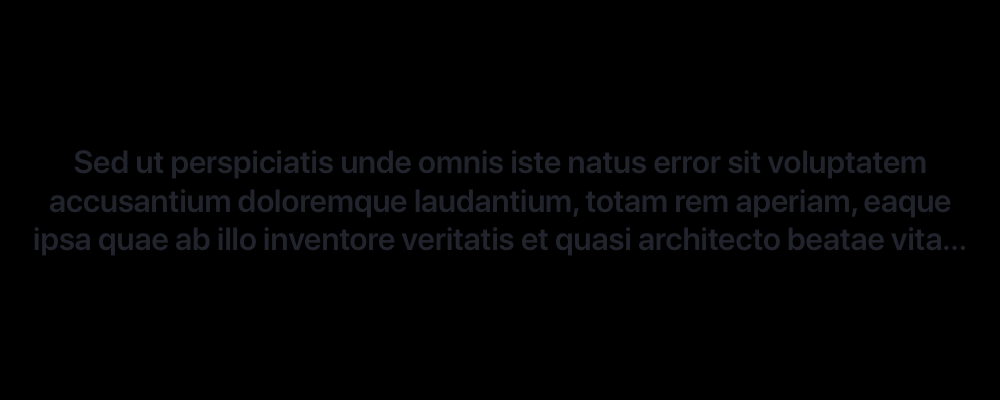 Sed ut perspiciatis unde omnis iste natus error sit voluptatem
accusantium doloremque laudantium, totam rem aperiam, eaque
ipsa quae ab illo inventore veritatis et quasi architecto beatae vita...